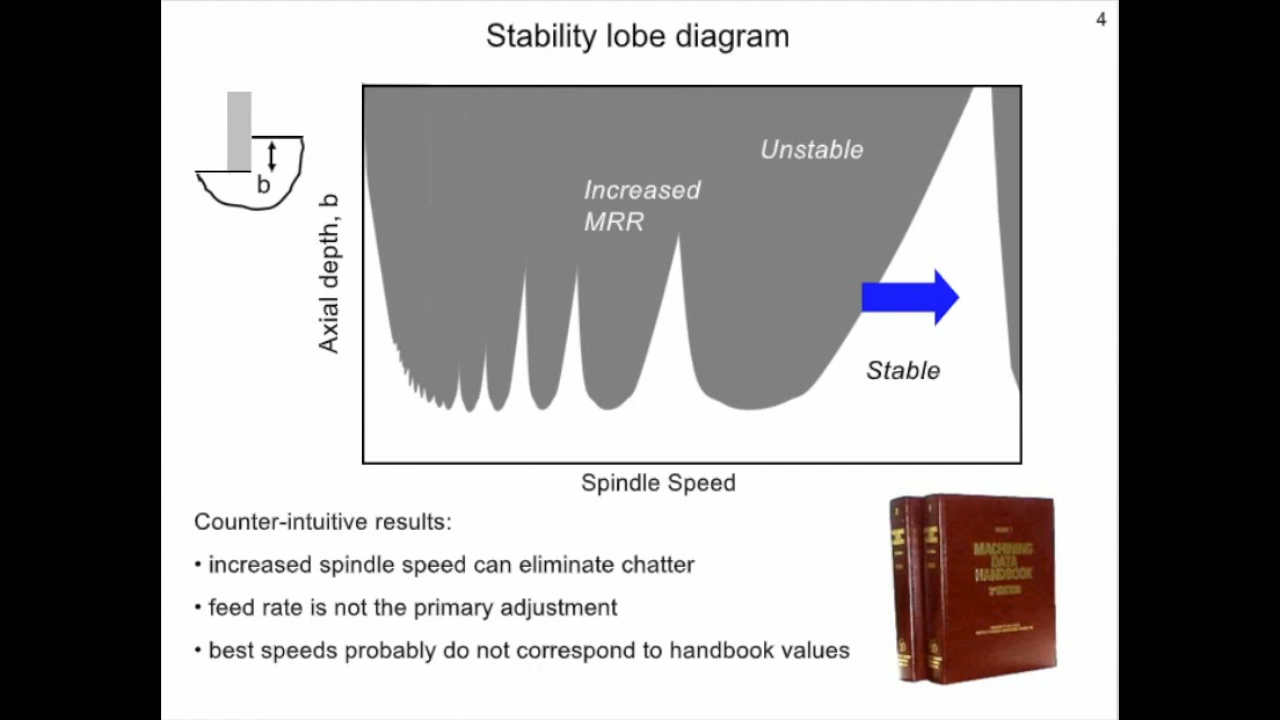 4
Stability lobe diagram
b
Axial depth, b
Unstable
Increased
MRR
Stable
Spindle Speed
Counter-intuitive results:
• increased spindle speed can eliminate chatter
• feed rate is not the primary adjustment
• best speeds probably do not correspond to handbook values
MACHINING
DATA
HANDBOOK